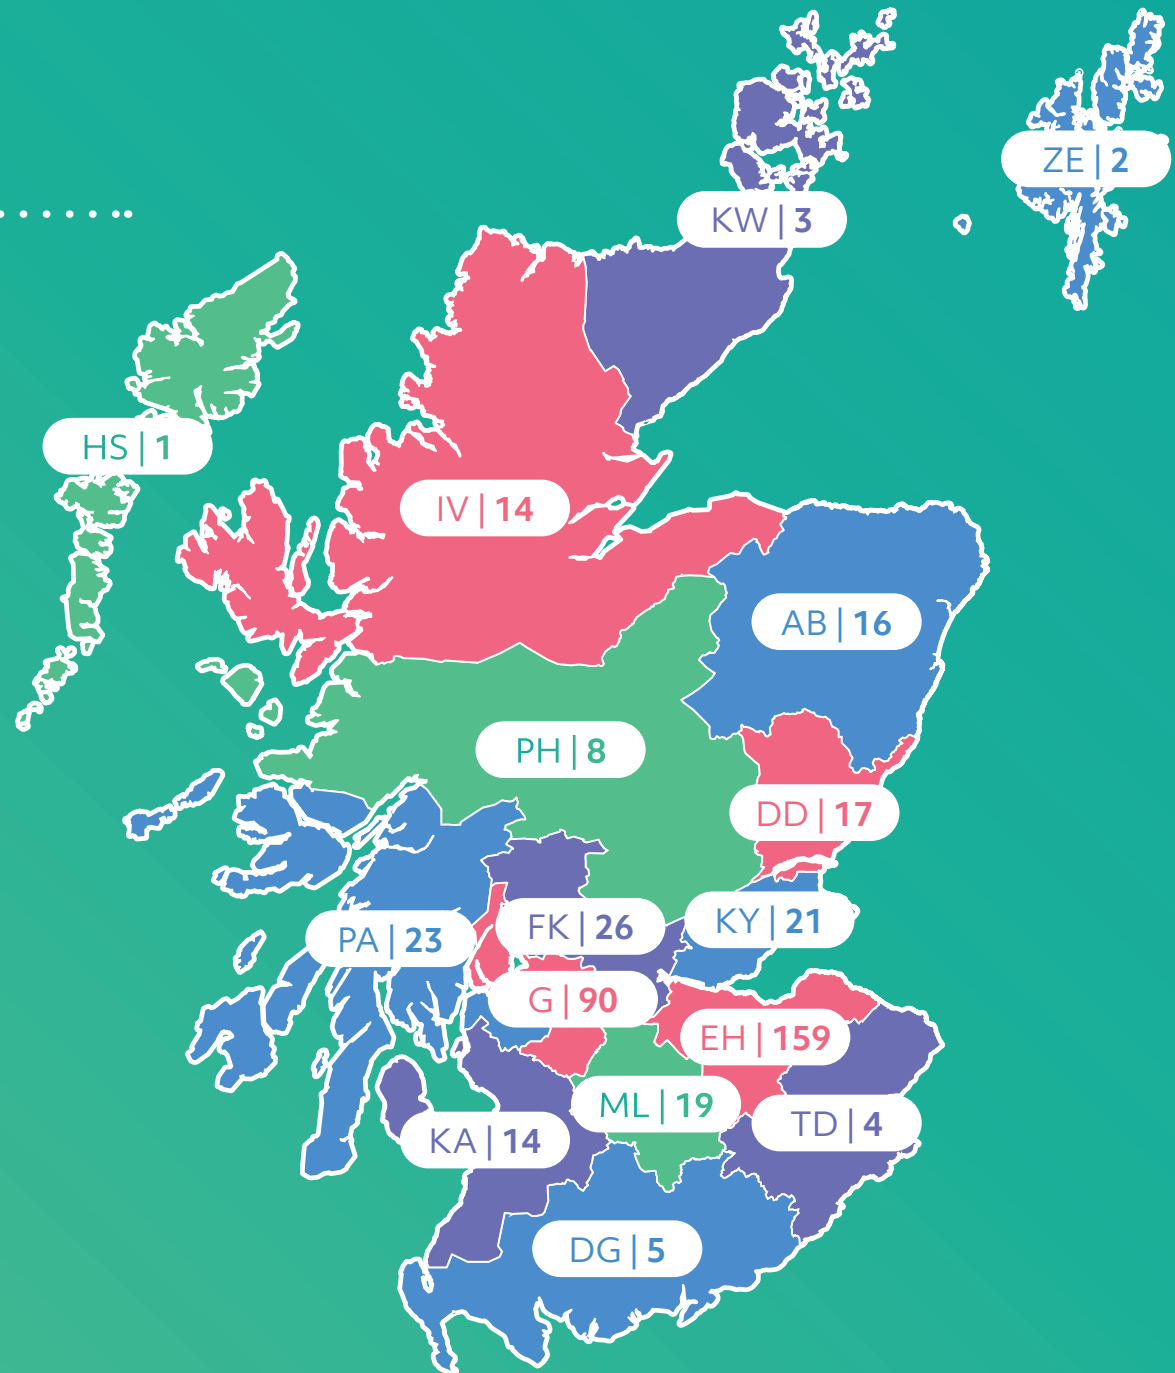 ZE | 2
KW | 3
HS | 1
IV | 14
AB | 16
PH | 8
DD | 17
KY | 21
FK | 26
PA | 23
G | 90
EH | 159
ML | 19
TD | 4
KA | 14
DG | 5